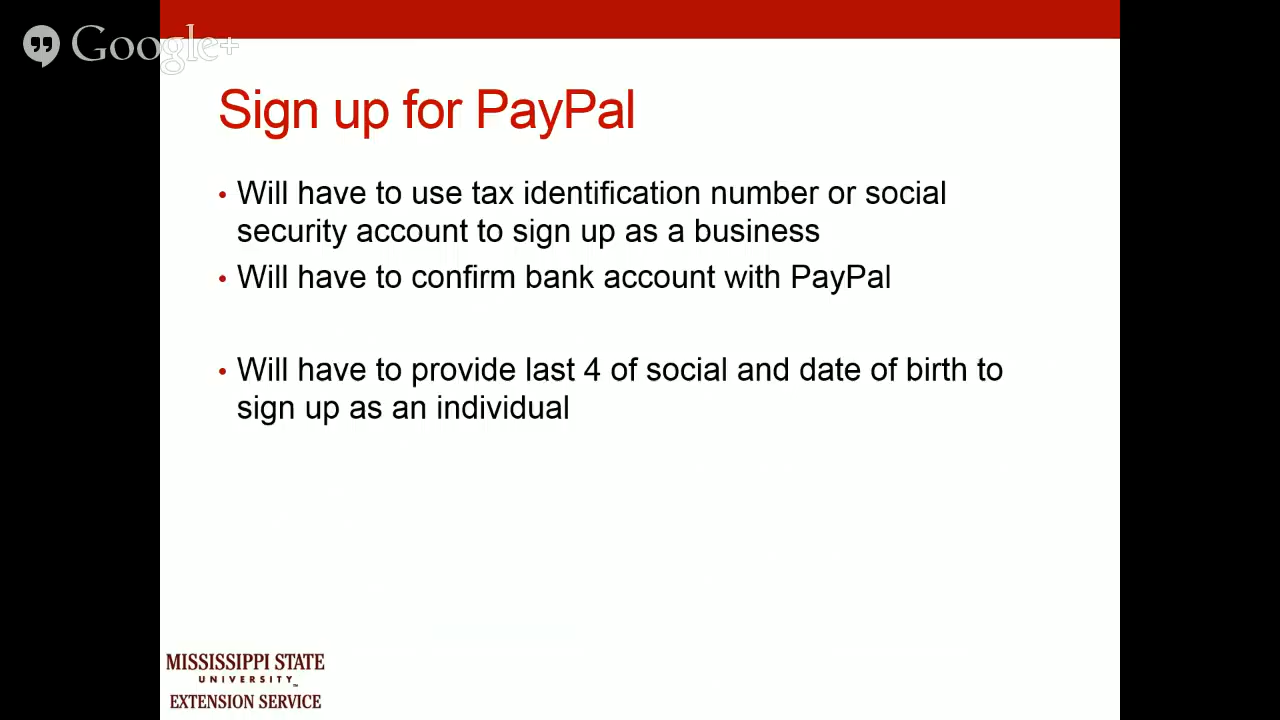 Google+
Sign up for PayPal
• Will have to use tax identification number or social
security account to sign up as a business
• Will have to confirm bank account with PayPal
• Will have to provide last 4 of social and date of birth to
sign up as an individual
MISSISSIPPI STATE
UNIVERSITY™
EXTENSION SERVICE